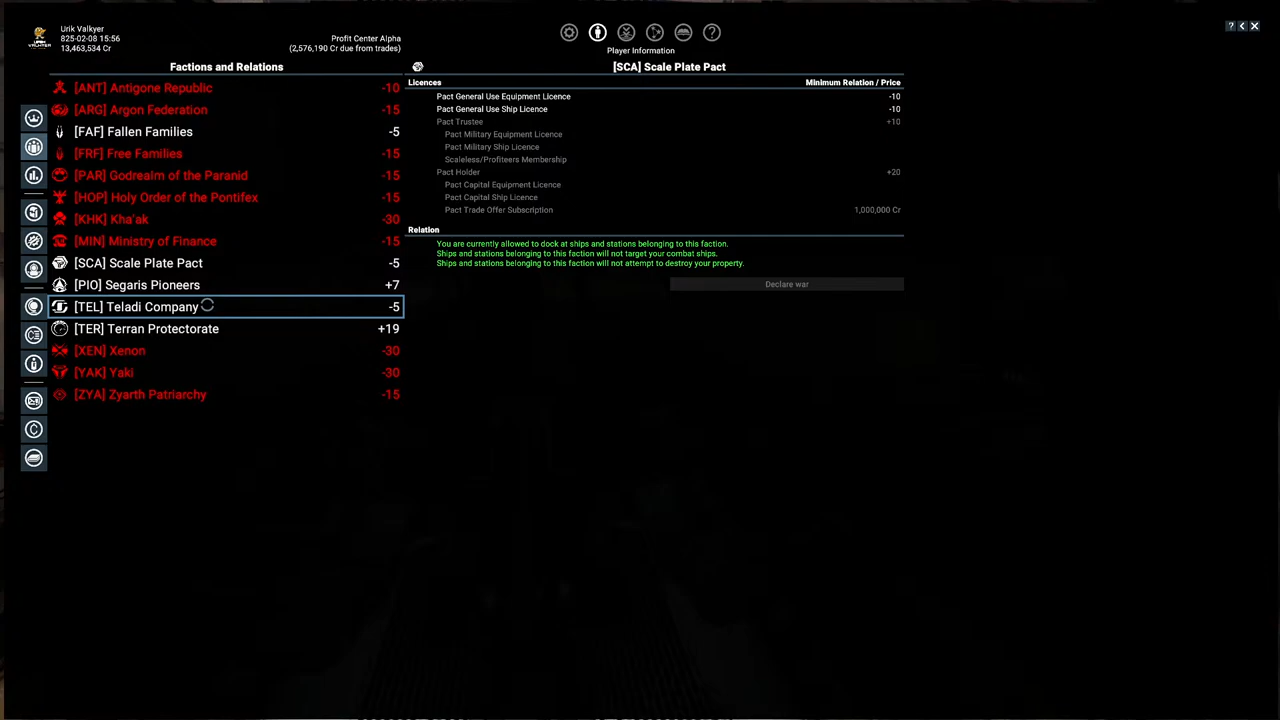 Urik Valkyer
825-02-08 15:56
13,463,534 Cr
Profit Center Alpha
(2,576,190 Cr due from trades)
Player Information
Factions and Relations
[ANT] Antigone Republic -10
[ARG] Argon Federation -15
[FAF] Fallen Families -5
[FRF] Free Families -15
[PAR] Godrealm of the Paranid -15
[HOP] Holy Order of the Pontifex -15
[KHK] Kha'ak -30
[MIN] Ministry of Finance -15
[SCA] Scale Plate Pact -5
[PIO] Segaris Pioneers +7
[TEL] Teladi Company -5
[TER] Terran Protectorate +19
[XEN] Xenon -30
[YAK] Yaki -30
[ZYA] Zyarth Patriarchy -15
[SCA] Scale Plate Pact
Licences Minimum Relation / Price
Pact General Use Equipment Licence -10
Pact General Use Ship Licence -10
Pact Trustee +10
Pact Military Equipment Licence
Pact Military Ship Licence
Scaleless/Profiteers Membership
Pact Holder +20
Pact Capital Equipment Licence
Pact Capital Ship Licence
Pact Trade Offer Subscription 1,000,000 Cr
Relation
You are currently allowed to dock at ships and stations belonging to this faction.
Ships and stations belonging to this faction will not target your combat ships.
Ships and stations belonging to this faction will not attempt to destroy your property.
Declare war